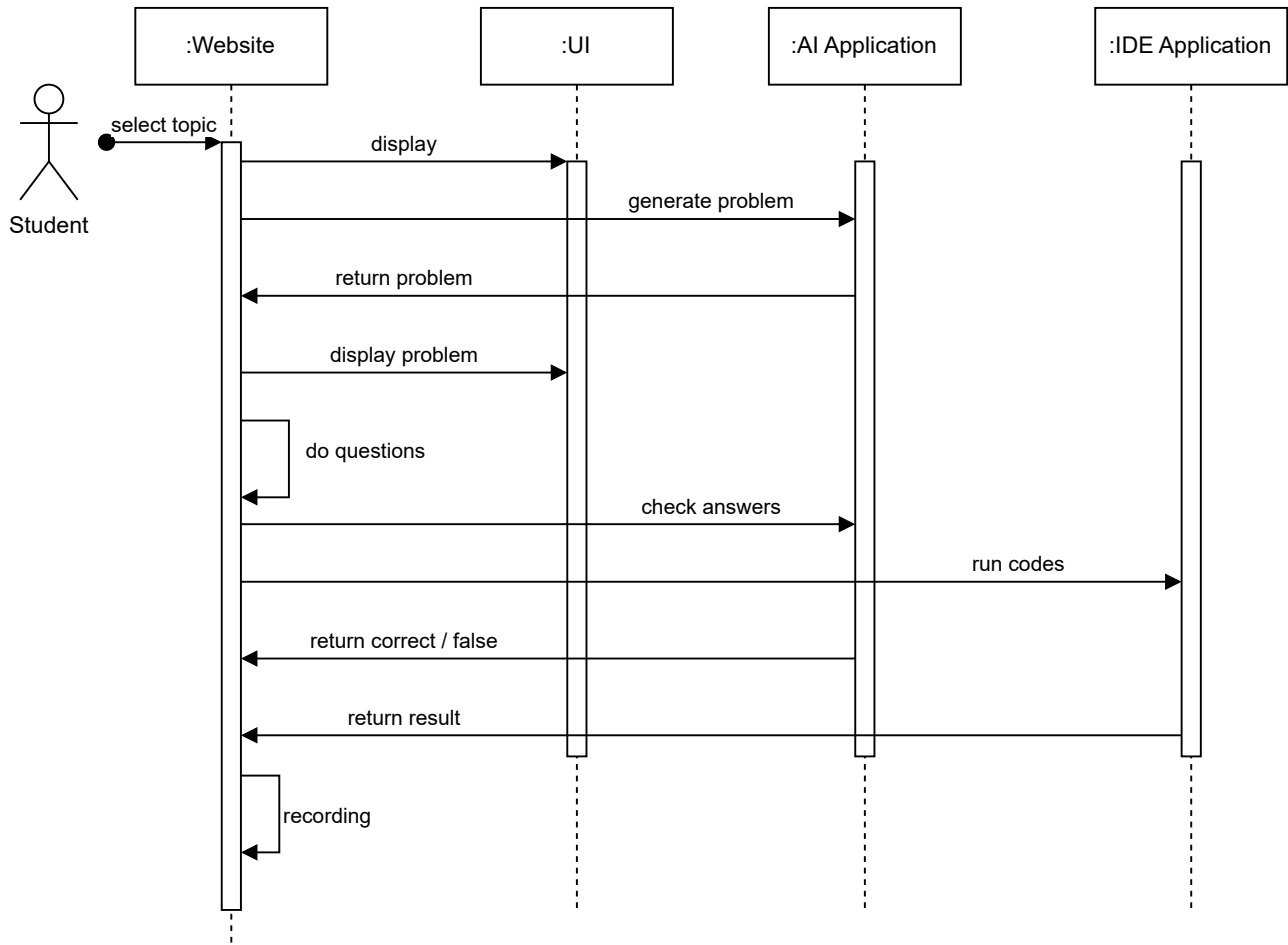 :Website
:UI
:AI Application
:IDE Application
select topic
display
generate problem
Student
return problem
display problem
do questions
check answers
run codes
return correct / false
return result
recording